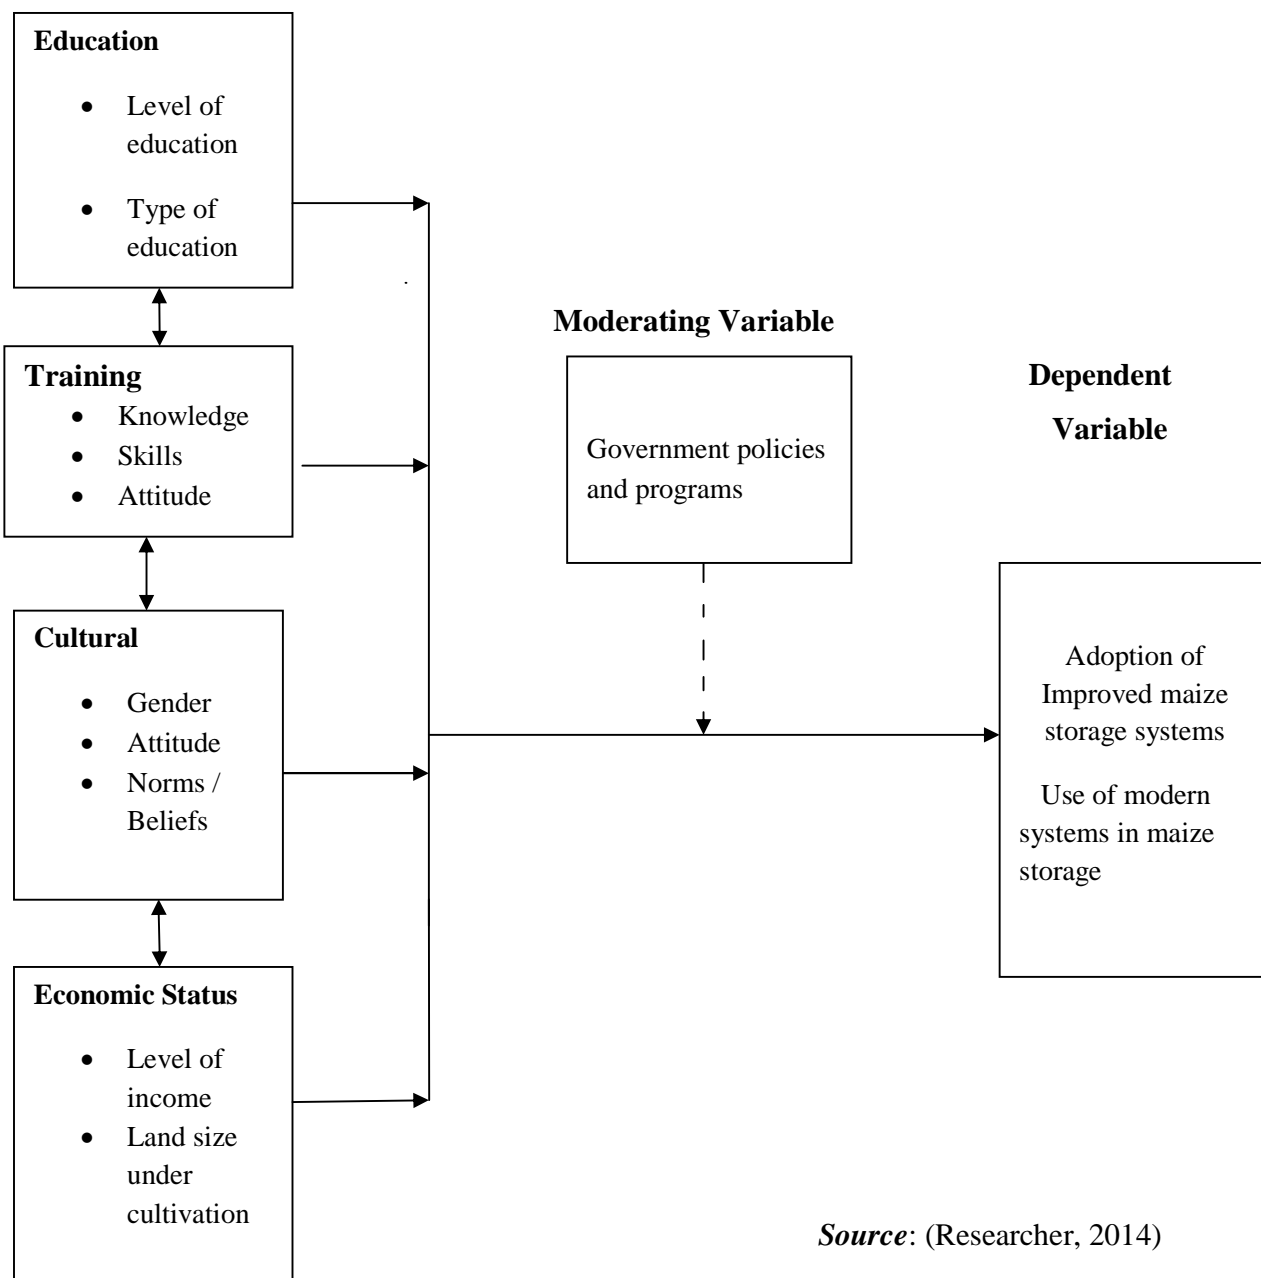 Education
• Level of
education
• Type of
education
Training
• Knowledge
• Skills
• Attitude
Cultural
• Gender
• Attitude
• Norms /
Beliefs
Economic Status
• Level of
income
• Land size
under
cultivation
Moderating Variable
Government policies
and programs
Dependent
Variable
Adoption of
Improved maize
storage systems
Use of modern
systems in maize
storage
Source: (Researcher, 2014)